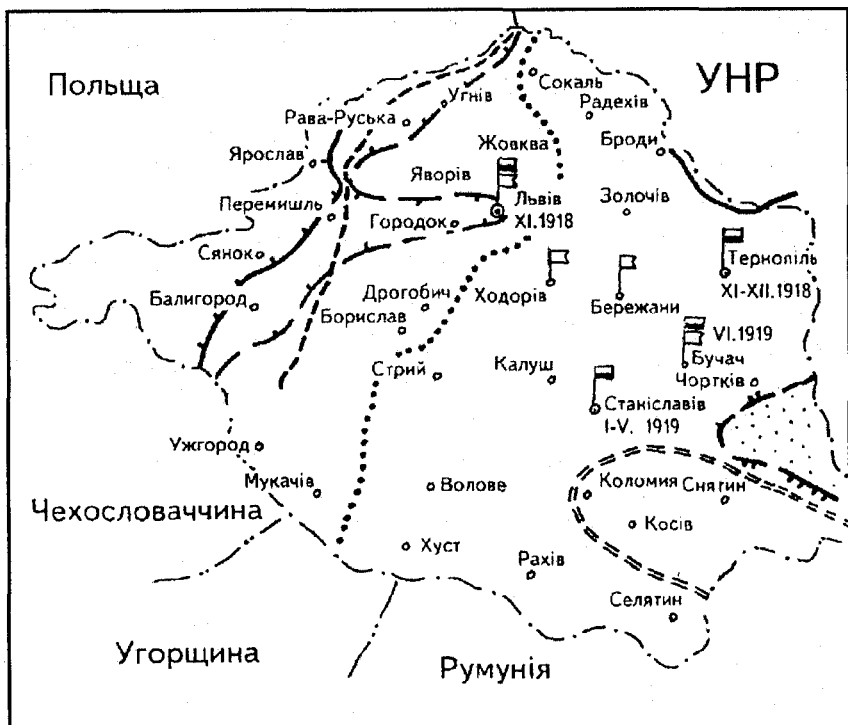 Польща
УНР
Сокаль
Угнів
Радехів
Рава-Руська
Броди
Жовква
Ярослав
Яворів
Перемишль
Львів
XI.1918
Золочів
Городок
Сянок
Тернопіль
XI-XII.1918
Балигород
Дрогобич
Ходорів
Бережани
Борислав
VI.1919
Бучач
Стрий
Калуш
Чортків
Станіславів
I-V. 1919
Ужгород
Мукачів
Волове
Коломия
Снятин
Чехословаччина
Косів
Хуст
Рахів
Селятин
Угорщина
Румунія